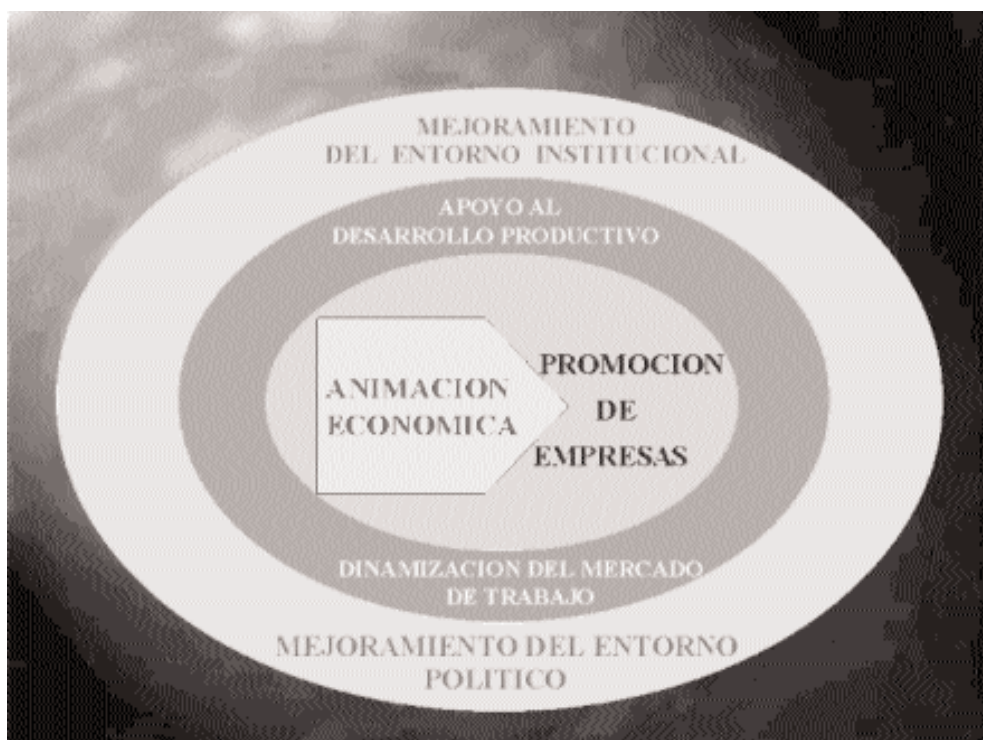 MEJORAMIENTO
DEL ENTORNO INSTITUCIONAL
APOYO AL
DESARROLLO PRODUCTIVO
ANIMACION
ECONOMICA
PROMOCION
DE
EMPRESAS
DINAMIZACION DEL MERCADO
DE TRABAJO
MEJORAMIENTO DEL ENTORNO
POLITICO